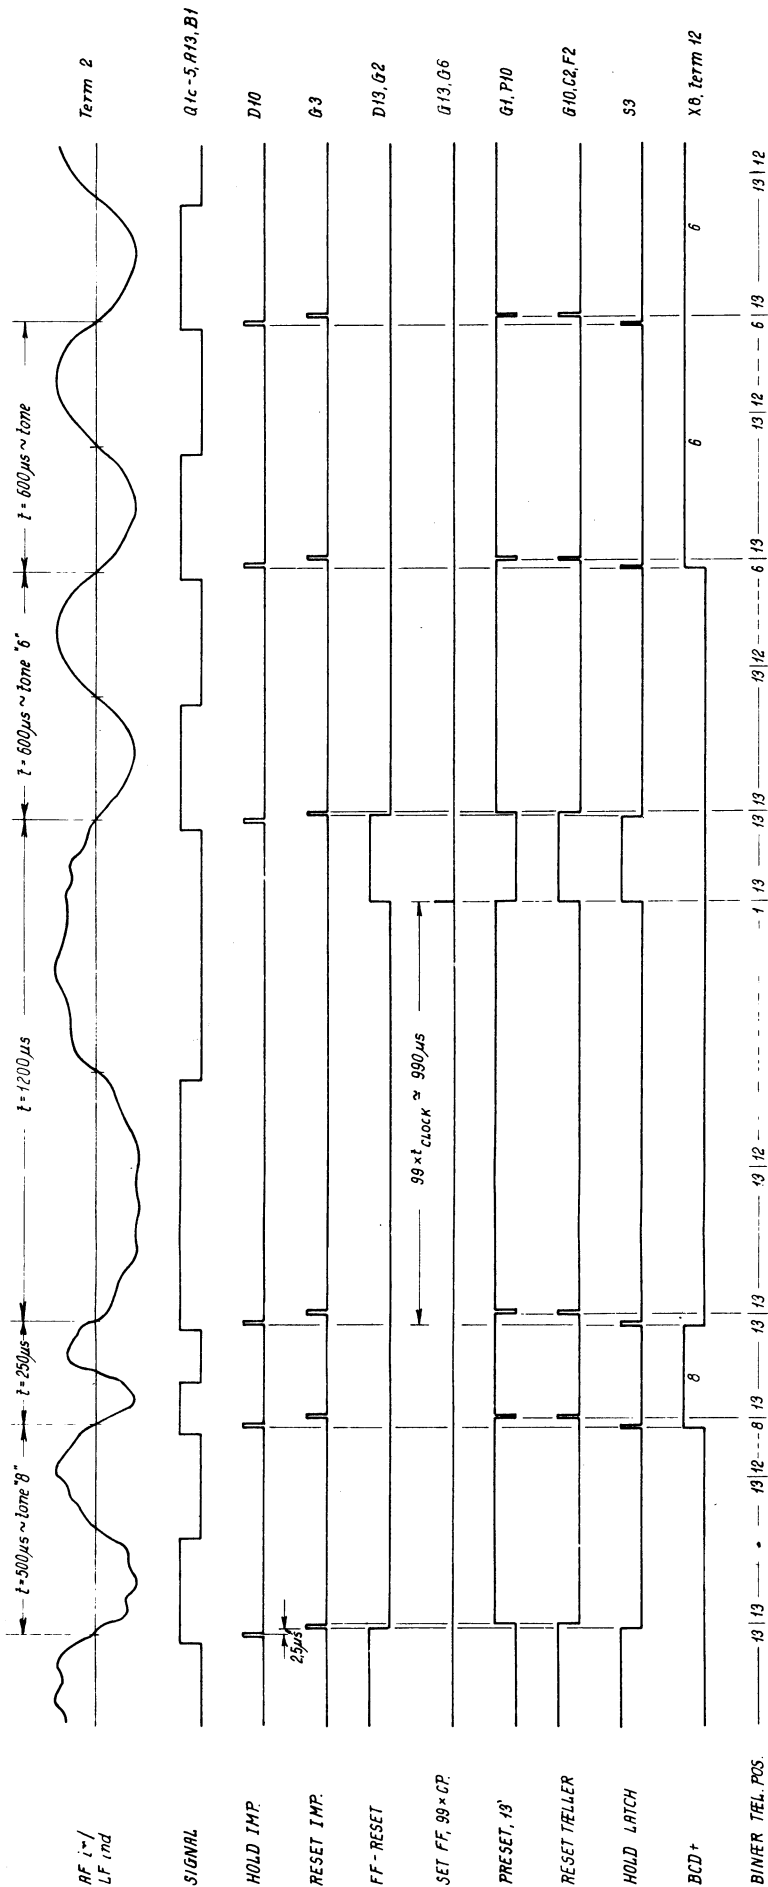 t=500µs ~ tone "8"
t=250µs
t=1200µs
t=600µs ~ tone "6"
t=600µs ~ tone
LF ind
Term 2
SIGNAL
Q1c-5, A13, B1
HOLD IMP.
D10
2,5µs
RESET IMP.
G3
FF-RESET
D13, G2
99×t CLOCK ≃ 990µs
SET FF, 99×CP.
G13, G6
PRESET, 13'
G1, P10
RESET TÆLLER
G10, C2, F2
HOLD LATCH
S3
BCD+
8
6
6
X8, term 12
BINÆR TÆL. POS.
13|13
13|12---8|13
13|13
13|12
1|13
13|13
13|12
6|13
13|12---6|13
13|12